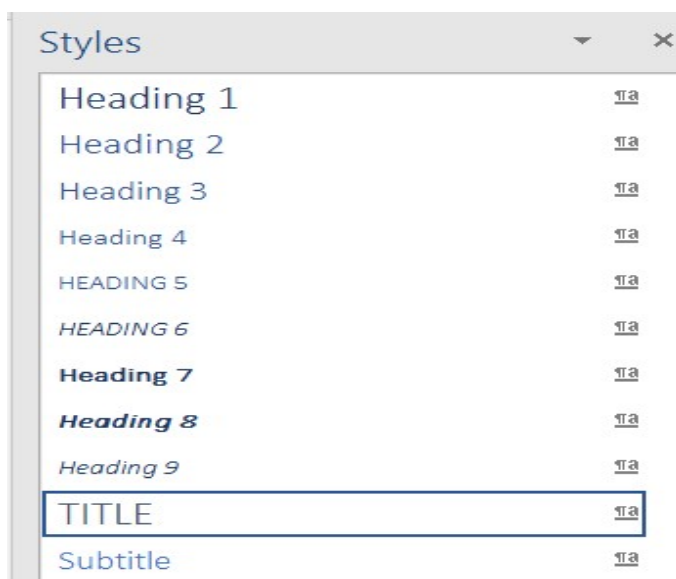 Styles
Heading 1 ¶a
Heading 2 ¶a
Heading 3 ¶a
Heading 4 ¶a
HEADING 5 ¶a
HEADING 6 ¶a
Heading 7 ¶a
Heading 8 ¶a
Heading 9 ¶a
TITLE ¶a
Subtitle ¶a